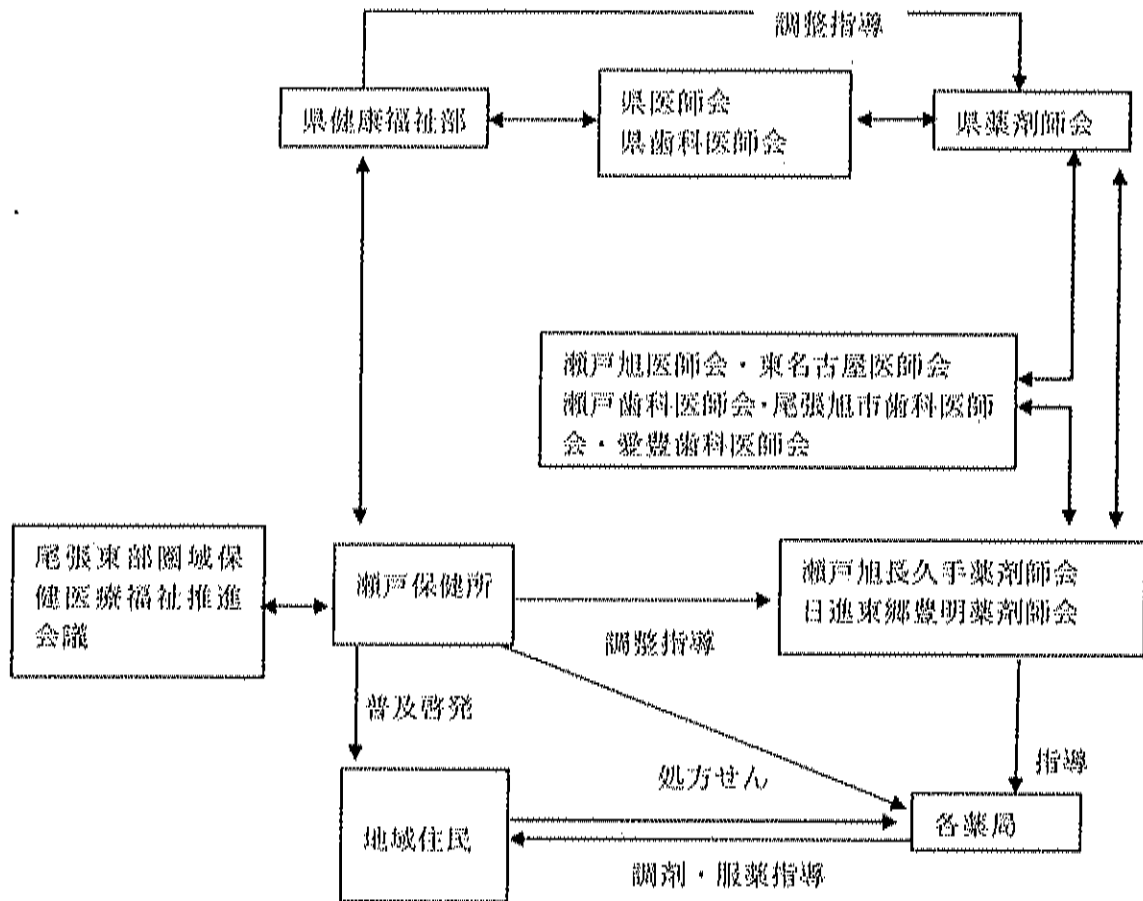 調整指導
県健康福祉部
県医師会
県歯科医師会
県薬剤師会
瀬戸旭医師会・東名古屋医師会
瀬戸歯科医師会・尾張旭市歯科医師
会・愛豊歯科医師会
尾張東部圏域保
健医療福祉推進
会議
瀬戸保健所
瀬戸旭長久手薬剤師会
日進東郷豊明薬剤師会
調整指導
普及啓発
処方せん
指導
地域住民
各薬局
調剤・服薬指導